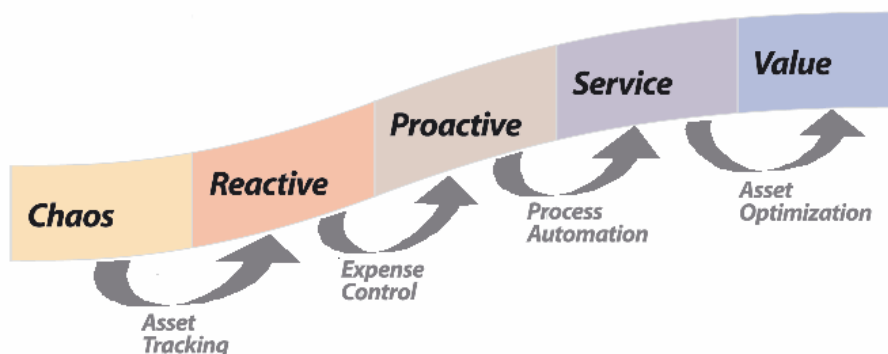 Chaos
Reactive
Proactive
Service
Value
Asset
Tracking
Expense
Control
Process
Automation
Asset
Optimization